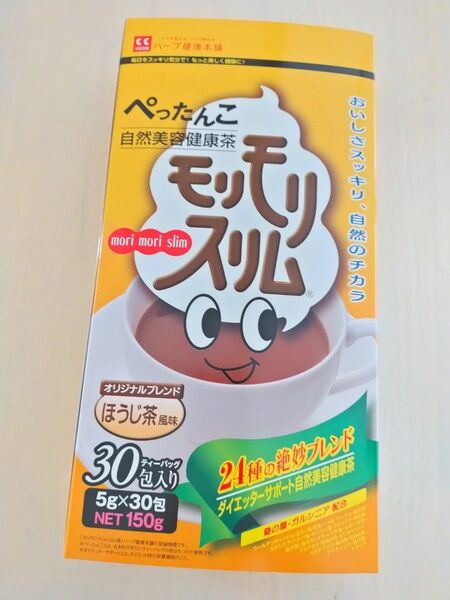 ハーブ健康本舗
毎日をスッキリ気分で!もっと美しく健康に!
ぺったんこ
自然美容健康茶
モリモリ
スリム®
mori mori slim
おいしさスッキリ、自然のチカラ
オリジナルブレンド
ほうじ茶風味
ティーバッグ
30包入り
5g×30包
NET 150g
24種の絶妙ブレンド
ダイエッターサポート自然美容健康茶
桑の葉・ガルシニア 配合